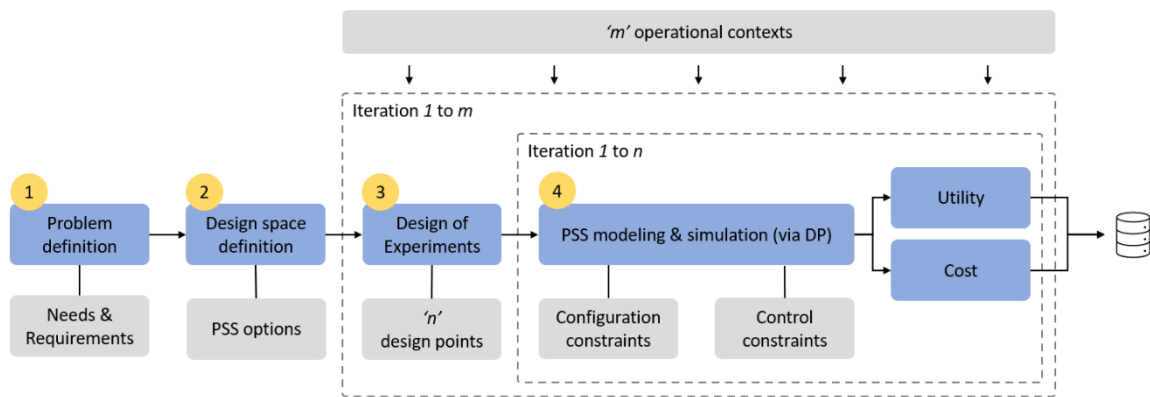 ‘m’ operational contexts
Iteration 1 to m
Iteration 1 to n
1
2
3
4
Problem
definition
Design space
definition
Design of
Experiments
PSS modeling & simulation (via DP)
Utility
Cost
Needs &
Requirements
PSS options
‘n’
design points
Configuration
constraints
Control
constraints